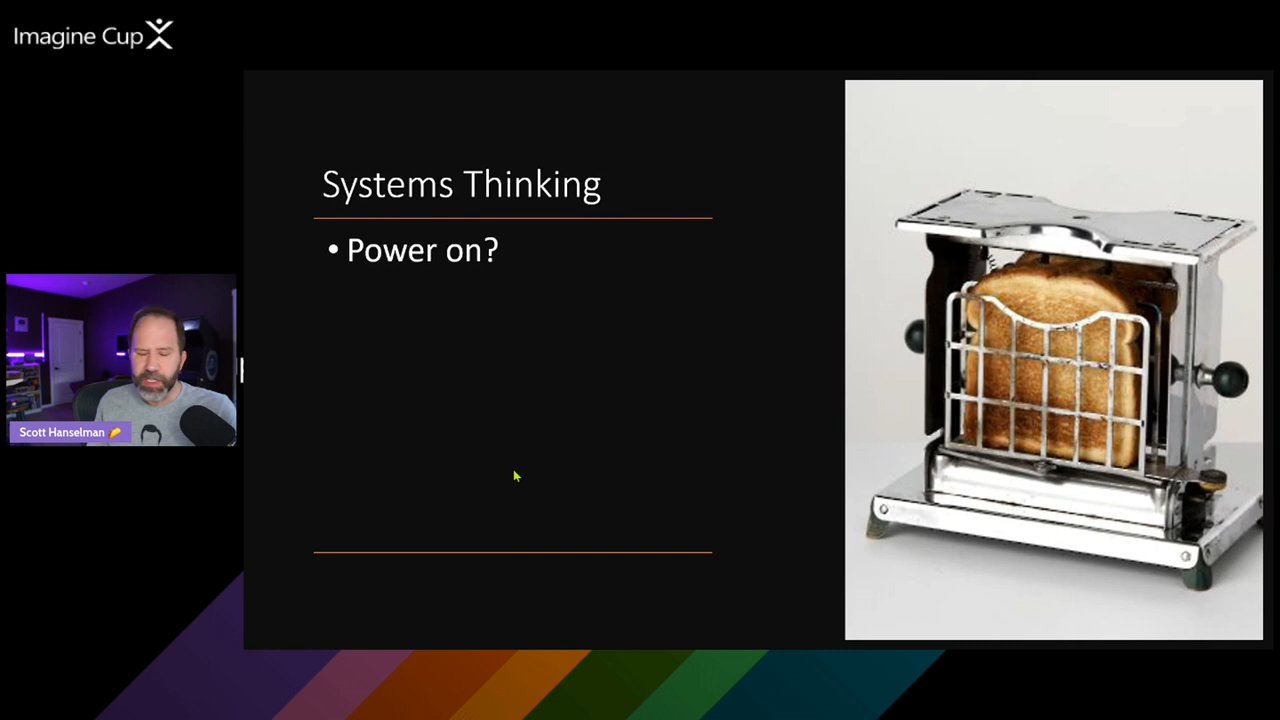 Imagine Cup
Systems Thinking
• Power on?
Scott Hanselman